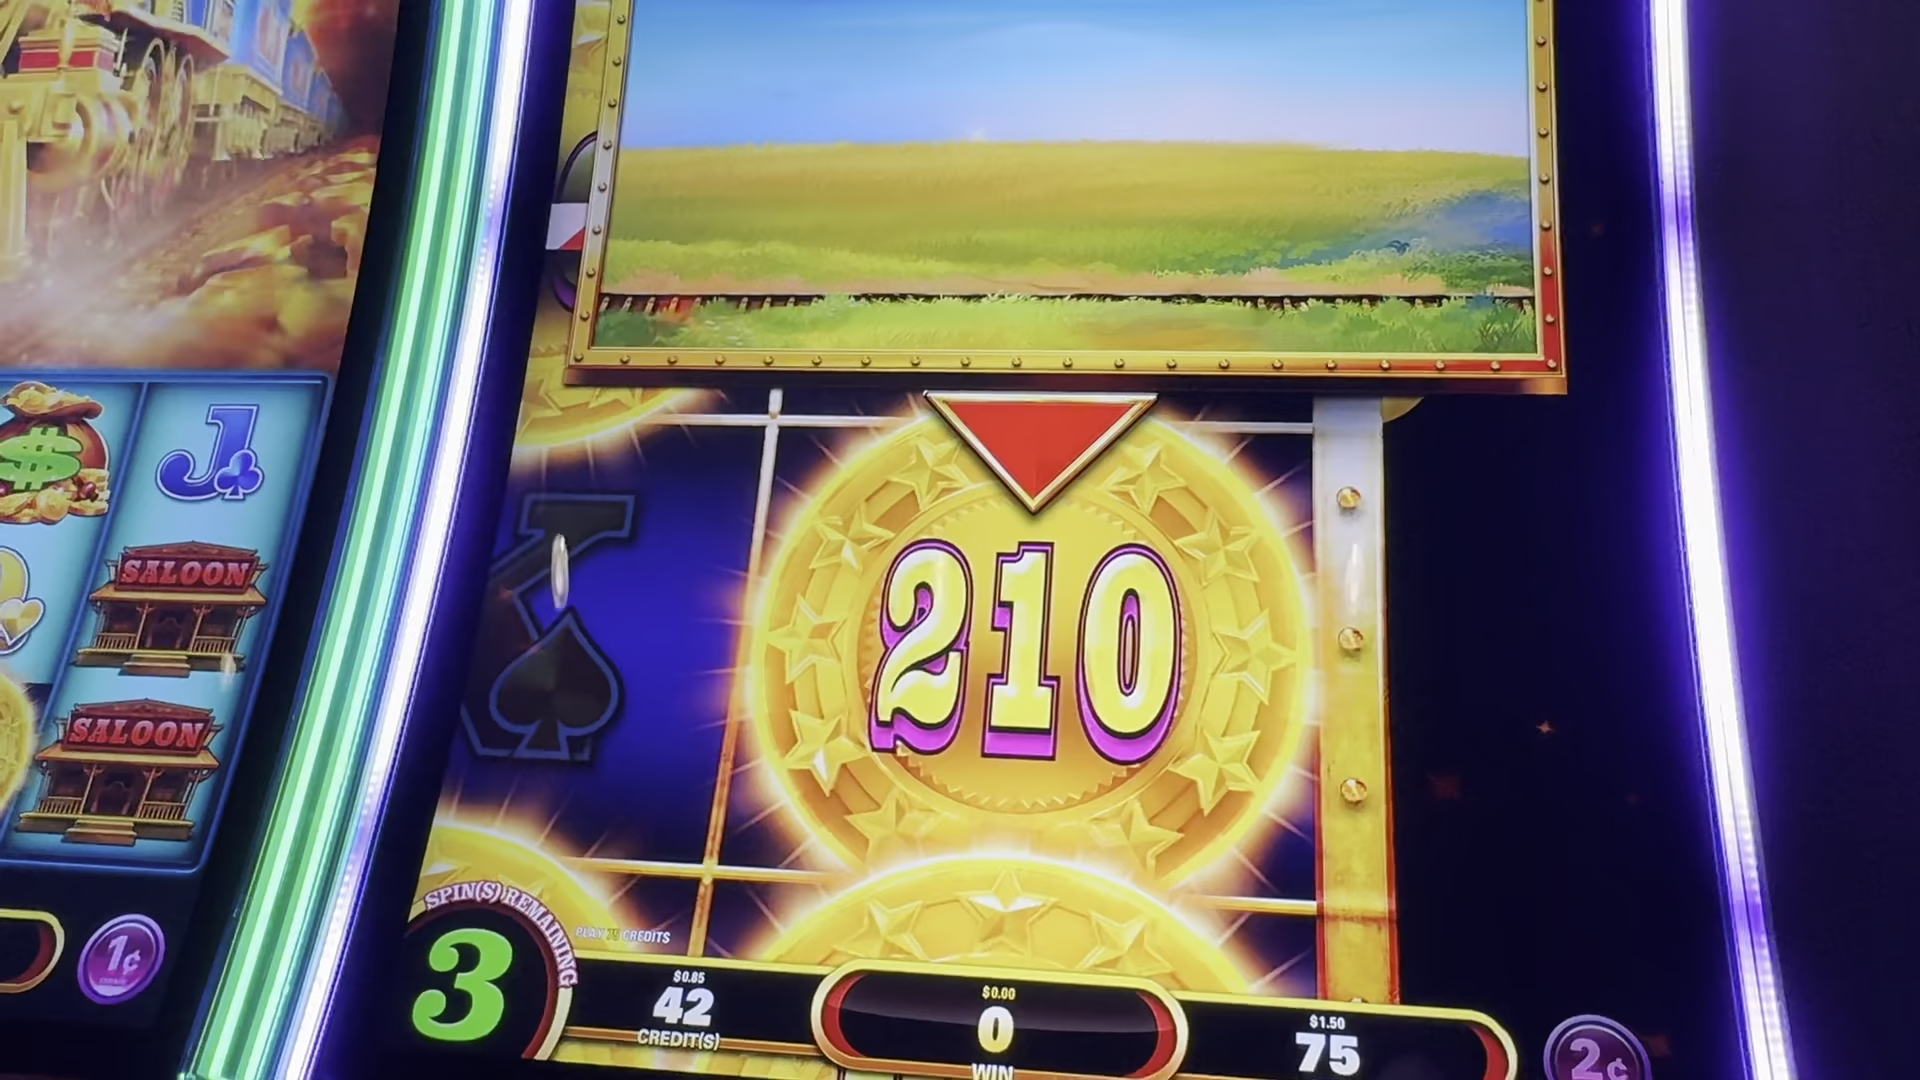 $
J
SALOON
SALOON
1¢
K
210
SPIN(S) REMAINING
3
PLAY 75 CREDITS
$0.85
42
CREDIT(S)
$0.00
0
WIN
$1.50
75
2¢